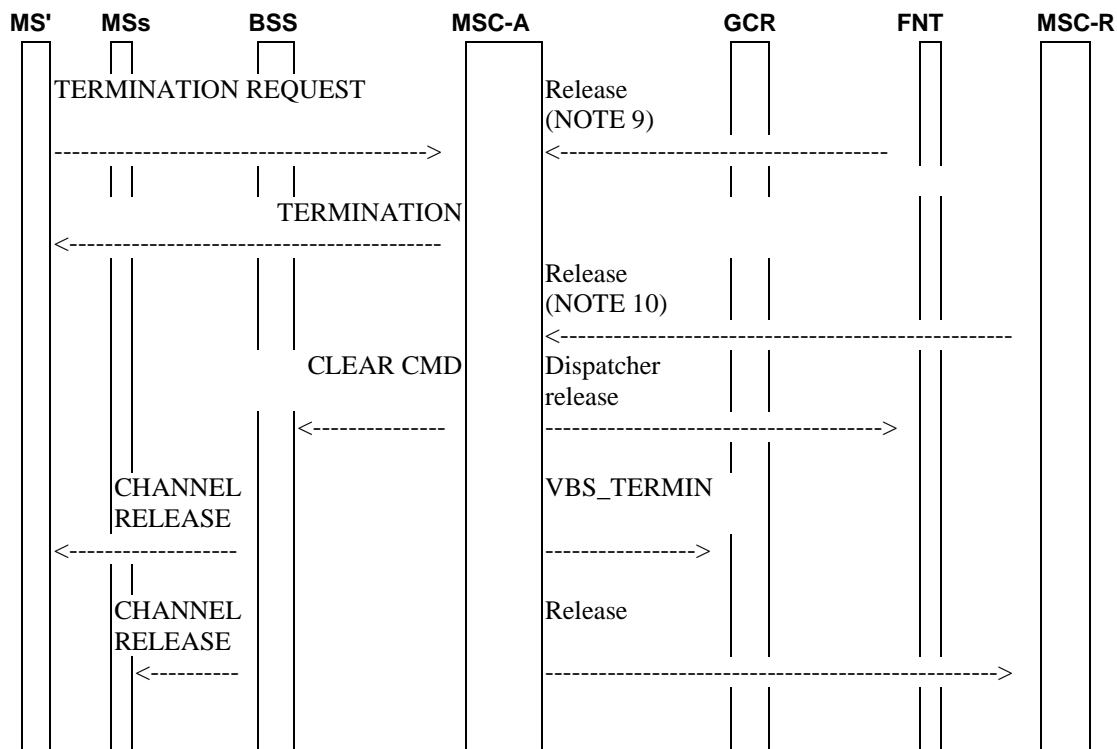 MS' MSs BSS MSC-A GCR FNT MSC-R
TERMINATION REQUEST Release
(NOTE 9)
TERMINATION
Release
(NOTE 10)
CLEAR CMD Dispatcher
release
CHANNEL VBS_TERMIN
RELEASE
CHANNEL Release
RELEASE